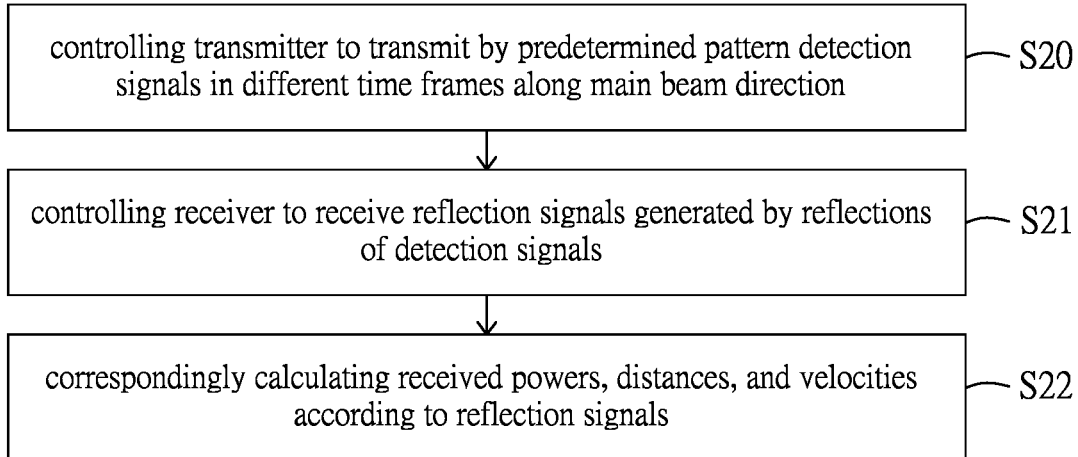 controlling transmitter to transmit by predetermined pattern detection
signals in different time frames along main beam direction
S20
controlling receiver to receive reflection signals generated by reflections
of detection signals
S21
correspondingly calculating received powers, distances, and velocities
according to reflection signals
S22